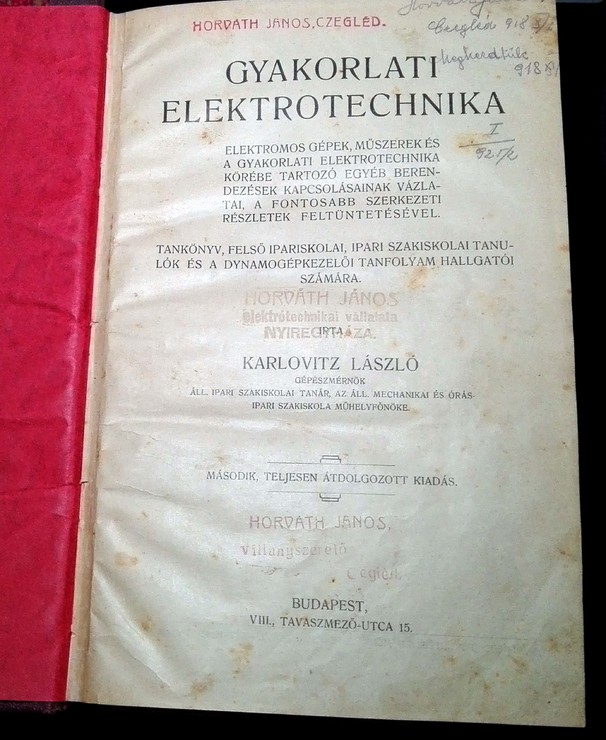 HORVÁTH JÁNOS, CZEGLÉD.
Czegléd 918
918
GYAKORLATI
ELEKTROTECHNIKA
I
ELEKTROMOS GÉPEK, MŰSZEREK ÉS
A GYAKORLATI ELEKTROTECHNIKA
KÖRÉBE TARTOZÓ EGYÉB BEREN-
DEZÉSEK KAPCSOLÁSAINAK VÁZLA-
TAI, A FONTOSABB SZERKEZETI
RÉSZLETEK FELTÜNTETÉSÉVEL.
TANKÖNYV, FELSŐ IPARISKOLAI, IPARI SZAKISKOLAI TANU-
LÓK ÉS A DYNAMOGÉPKEZELŐI TANFOLYAM HALLGATÓI
SZÁMÁRA.
HORVÁTH JÁNOS
elektrótechnikai vállalata
NYIREGYHÁZA.
IRTA
KARLOVITZ LÁSZLÓ
GÉPÉSZMÉRNÖK
ÁLL. IPARI SZAKISKOLAI TANÁR, AZ ÁLL. MECHANIKAI ÉS ÓRÁS-
IPARI SZAKISKOLA MŰHELYFŐNÖKE.
MÁSODIK, TELJESEN ÁTDOLGOZOTT KIADÁS.
HORVÁTH JÁNOS,
Villanyszerelő
Cegléd.
BUDAPEST,
VIII., TAVASZMEZŐ-UTCA 15.